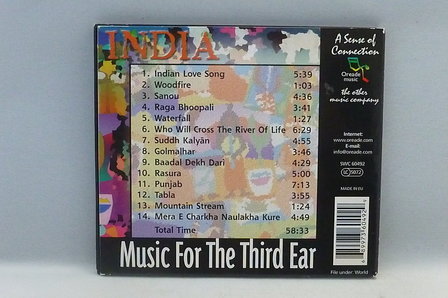 INDIA
1. Indian Love Song 5:39
2. Woodfire 1:03
3. Sanou 4:36
4. Raga Bhoopali 3:41
5. Waterfall 1:27
6. Who Will Cross The River Of Life 6:29
7. Suddh Kalyān 4:55
8. Golmalhar 3:46
9. Baadal Dekh Dari 4:29
10. Rasura 5:00
11. Punjab 7:13
12. Tabla 3:55
13. Mountain Stream 1:24
14. Mera E Charkha Naulakha Kure 4:49
Total Time 58:33
Music For The Third Ear
A Sense of
Connection
Oreade
music
the other
music company
Internet:
www.oreade.com
E-mail:
info@oreade.com
SWC 60492
LC 5072
MADE IN EU
File under: World